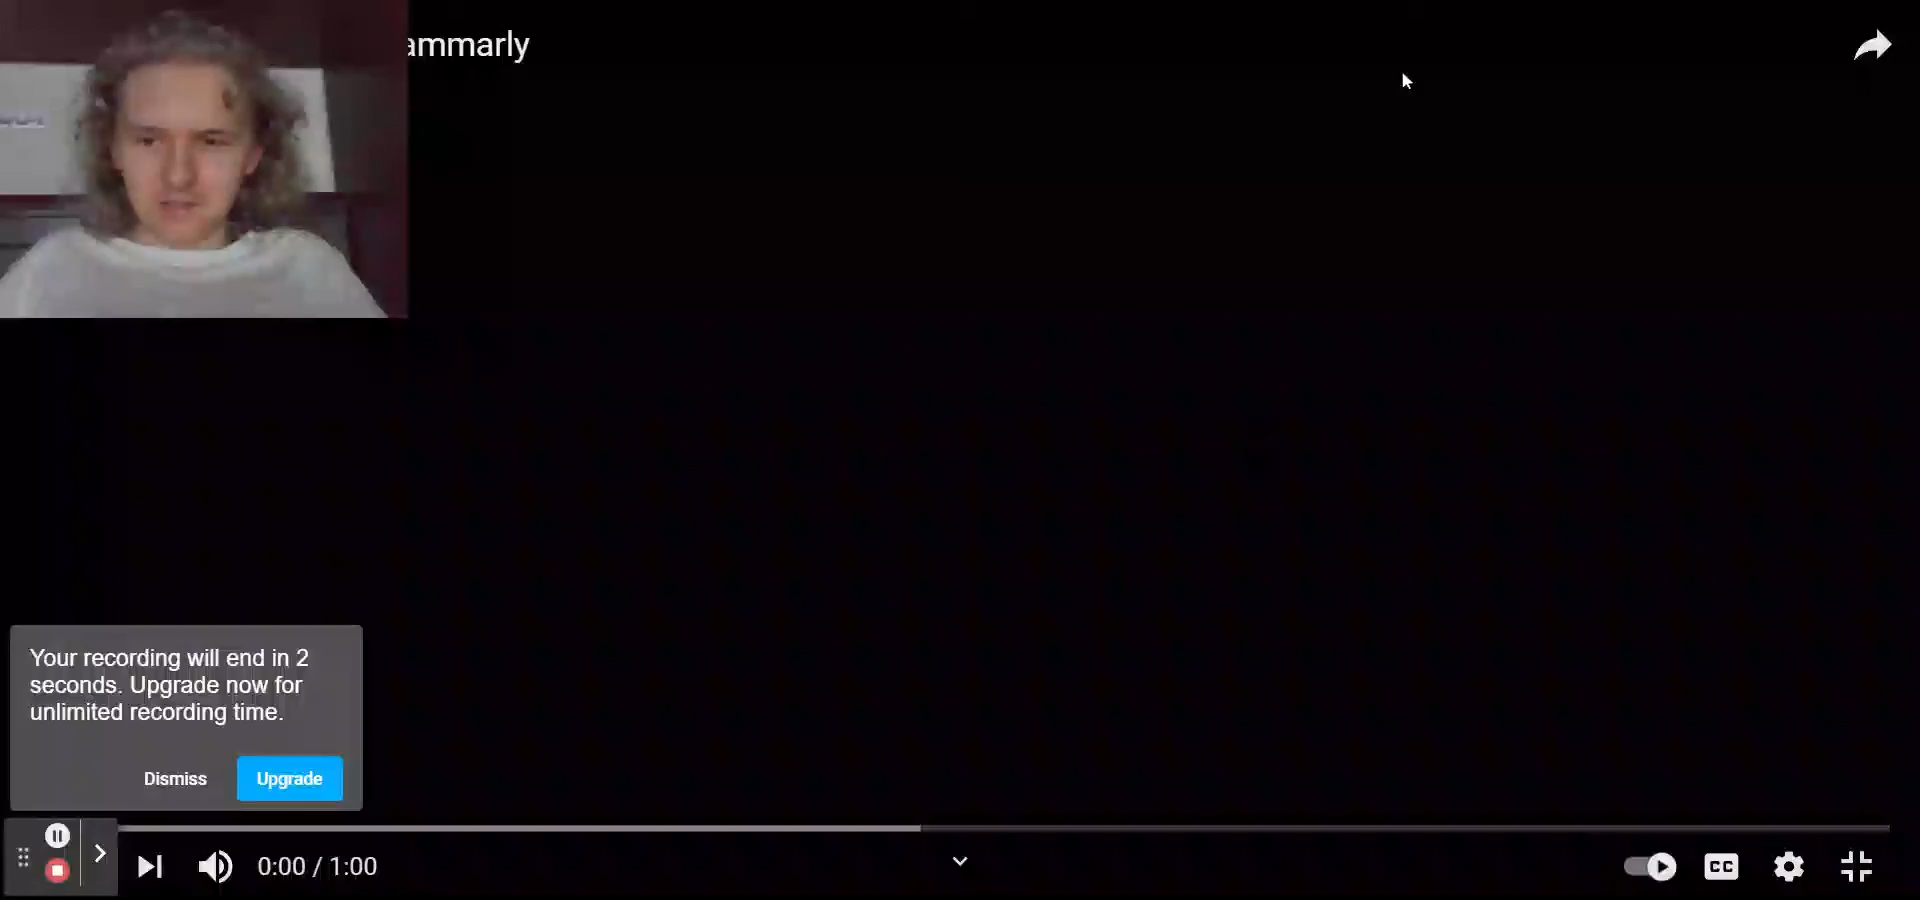 ammarly
Your recording will end in 2
seconds. Upgrade now for
unlimited recording time.
Dismiss
Upgrade
0:00 / 1:00
CC